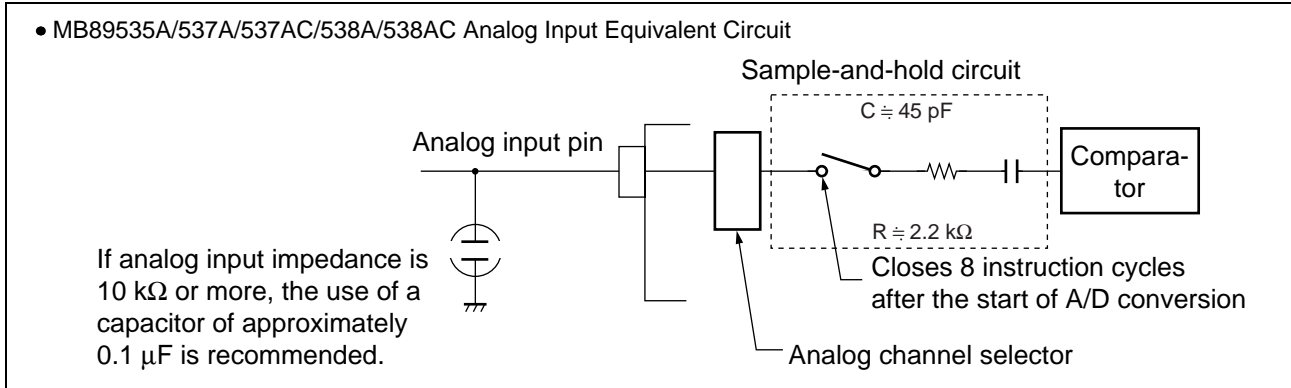 • MB89535A/537A/537AC/538A/538AC Analog Input Equivalent Circuit
Sample-and-hold circuit
C ≒ 45 pF
Analog input pin
Compara-
tor
R ≒ 2.2 kΩ
If analog input impedance is
10 kΩ or more, the use of a
capacitor of approximately
0.1 μF is recommended.
Closes 8 instruction cycles
after the start of A/D conversion
Analog channel selector